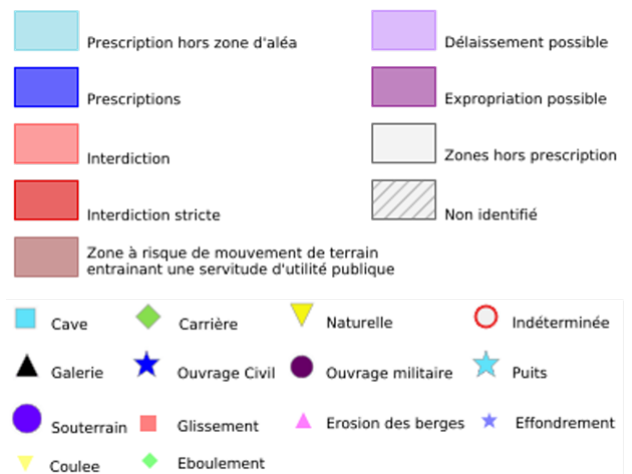 Prescription hors zone d'aléa
Délaissement possible
Prescriptions
Expropriation possible
Interdiction
Zones hors prescription
Interdiction stricte
Non identifié
Zone à risque de mouvement de terrain
entrainant une servitude d'utilité publique
Cave
Carrière
Naturelle
Indéterminée
Galerie
Ouvrage Civil
Ouvrage militaire
Puits
Souterrain
Glissement
Erosion des berges
Effondrement
Coulee
Eboulement